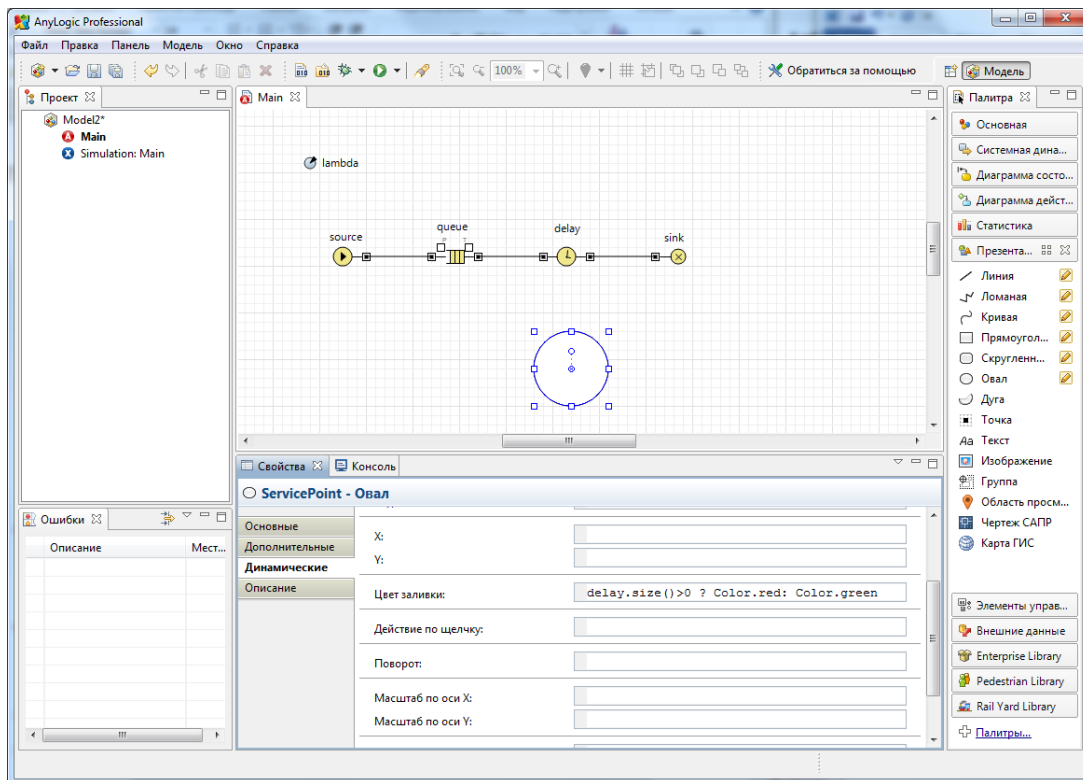 AnyLogic Professional
Файл Правка Панель Модель Окно Справка
100% Обратиться за помощью Модель
Проект
Model2*
Main
Simulation: Main
Main
lambda
source
queue
delay
sink
Палитра
Основная
Системная дина...
Диаграмма состо...
Диаграмма дейст...
Статистика
Презента...
Линия
Ломаная
Кривая
Прямоугол...
Скругленн...
Овал
Дуга
Точка
Aa Текст
Изображение
Группа
Область просм...
Чертеж САПР
Карта ГИС
Элементы управ...
Внешние данные
Enterprise Library
Pedestrian Library
Rail Yard Library
Палитры...
Ошибки
Описание Мест...
Свойства Консоль
ServicePoint - Овал
Основные
Дополнительные
Динамические
Описание
X:
Y:
Цвет заливки: delay.size()>0 ? Color.red: Color.green
Действие по щелчку:
Поворот:
Масштаб по оси X:
Масштаб по оси Y: